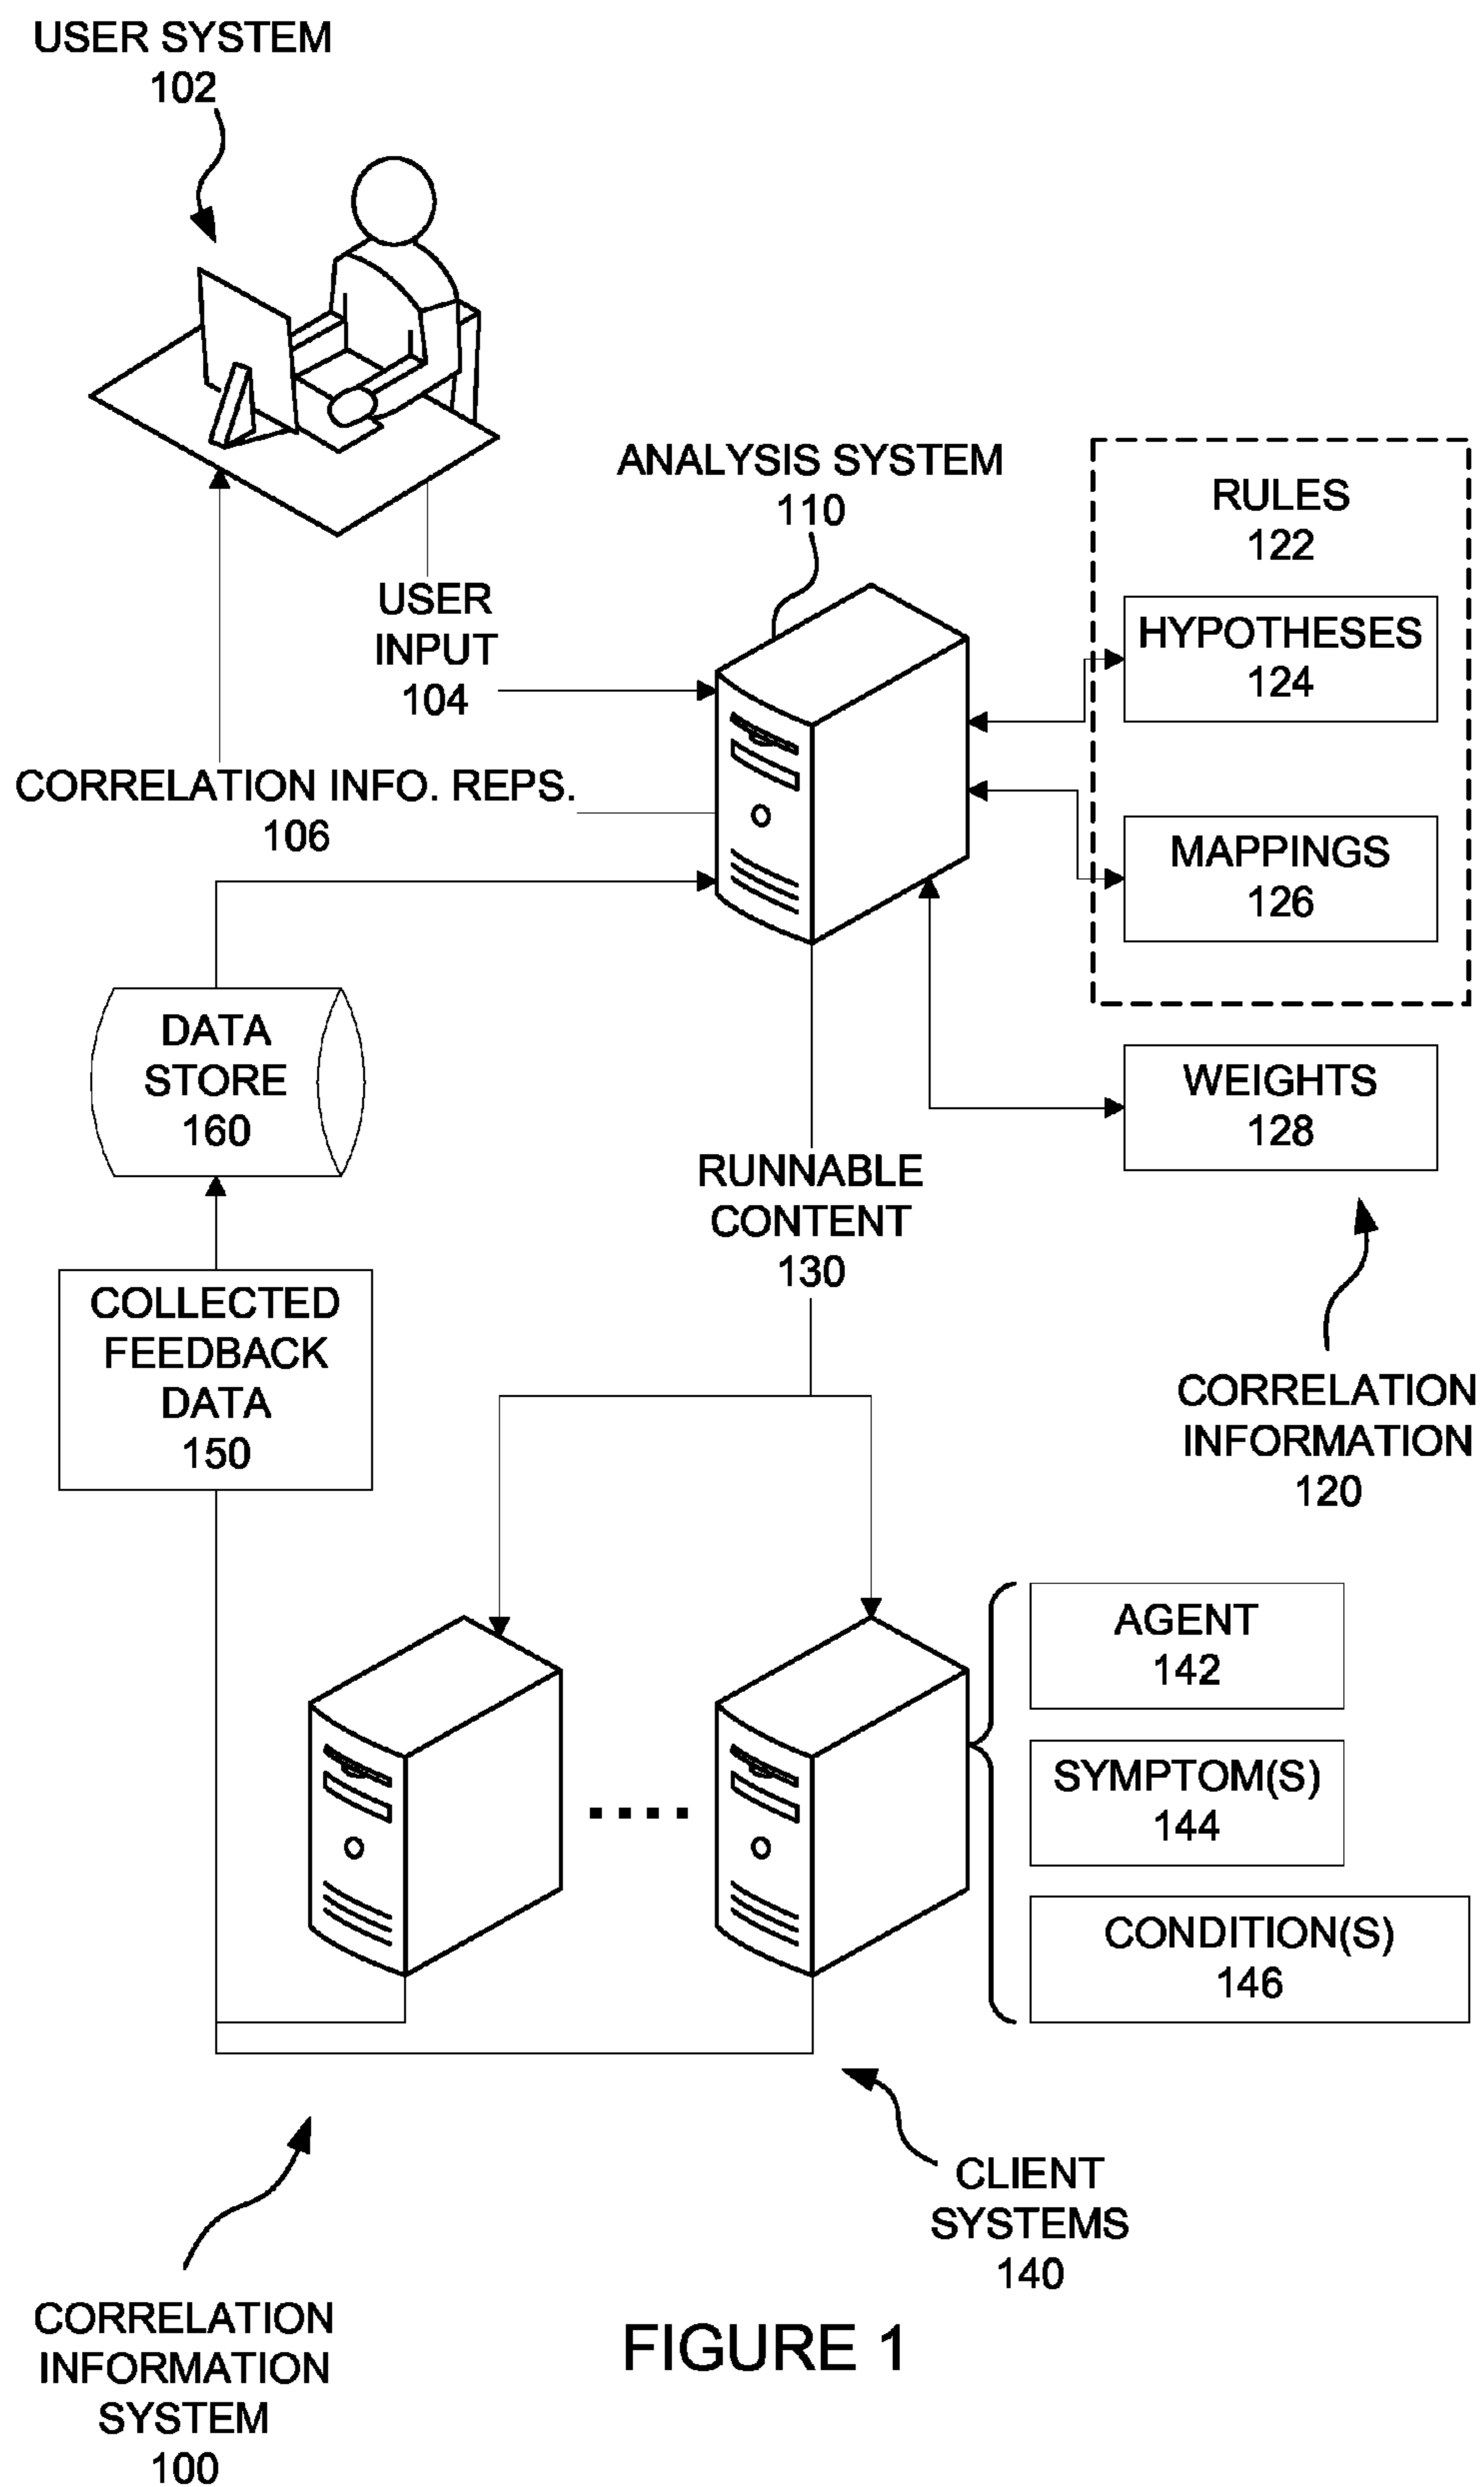 USER SYSTEM
102
ANALYSIS SYSTEM
110
RULES
122
HYPOTHESES
124
USER
INPUT
104
CORRELATION INFO. REPS.
106
MAPPINGS
126
DATA
STORE
160
WEIGHTS
128
RUNNABLE
CONTENT
130
COLLECTED
FEEDBACK
DATA
150
CORRELATION
INFORMATION
120
AGENT
142
SYMPTOM(S)
144
CONDITION(S)
146
CLIENT
SYSTEMS
140
CORRELATION
INFORMATION
SYSTEM
100
FIGURE 1